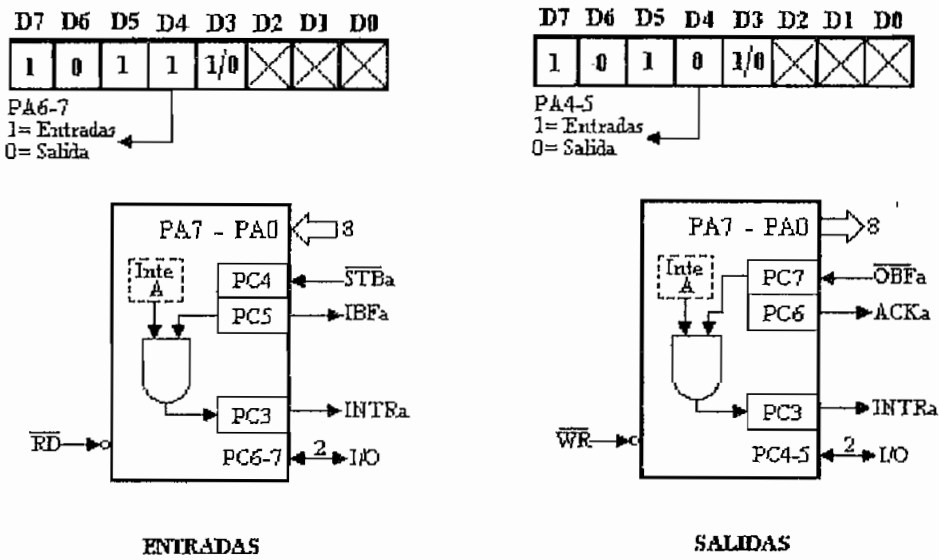 D7 D6 D5 D4 D3 D2 D1 D0
1 0 1 1 1/0
PA6-7
1= Entradas
0= Salida
PA7 - PA0
8
Inte
A
PC4
STBa
PC5
IBFa
PC3
INTRa
RD
PC6-7
2
I/O
ENTRADAS
D7 D6 D5 D4 D3 D2 D1 D0
1 0 1 0 1/0
PA4-5
1= Entradas
0= Salida
PA7 - PA0
8
Inte
A
PC7
OBFa
PC6
ACKa
PC3
INTRa
WR
PC4-5
2
I/O
SALIDAS